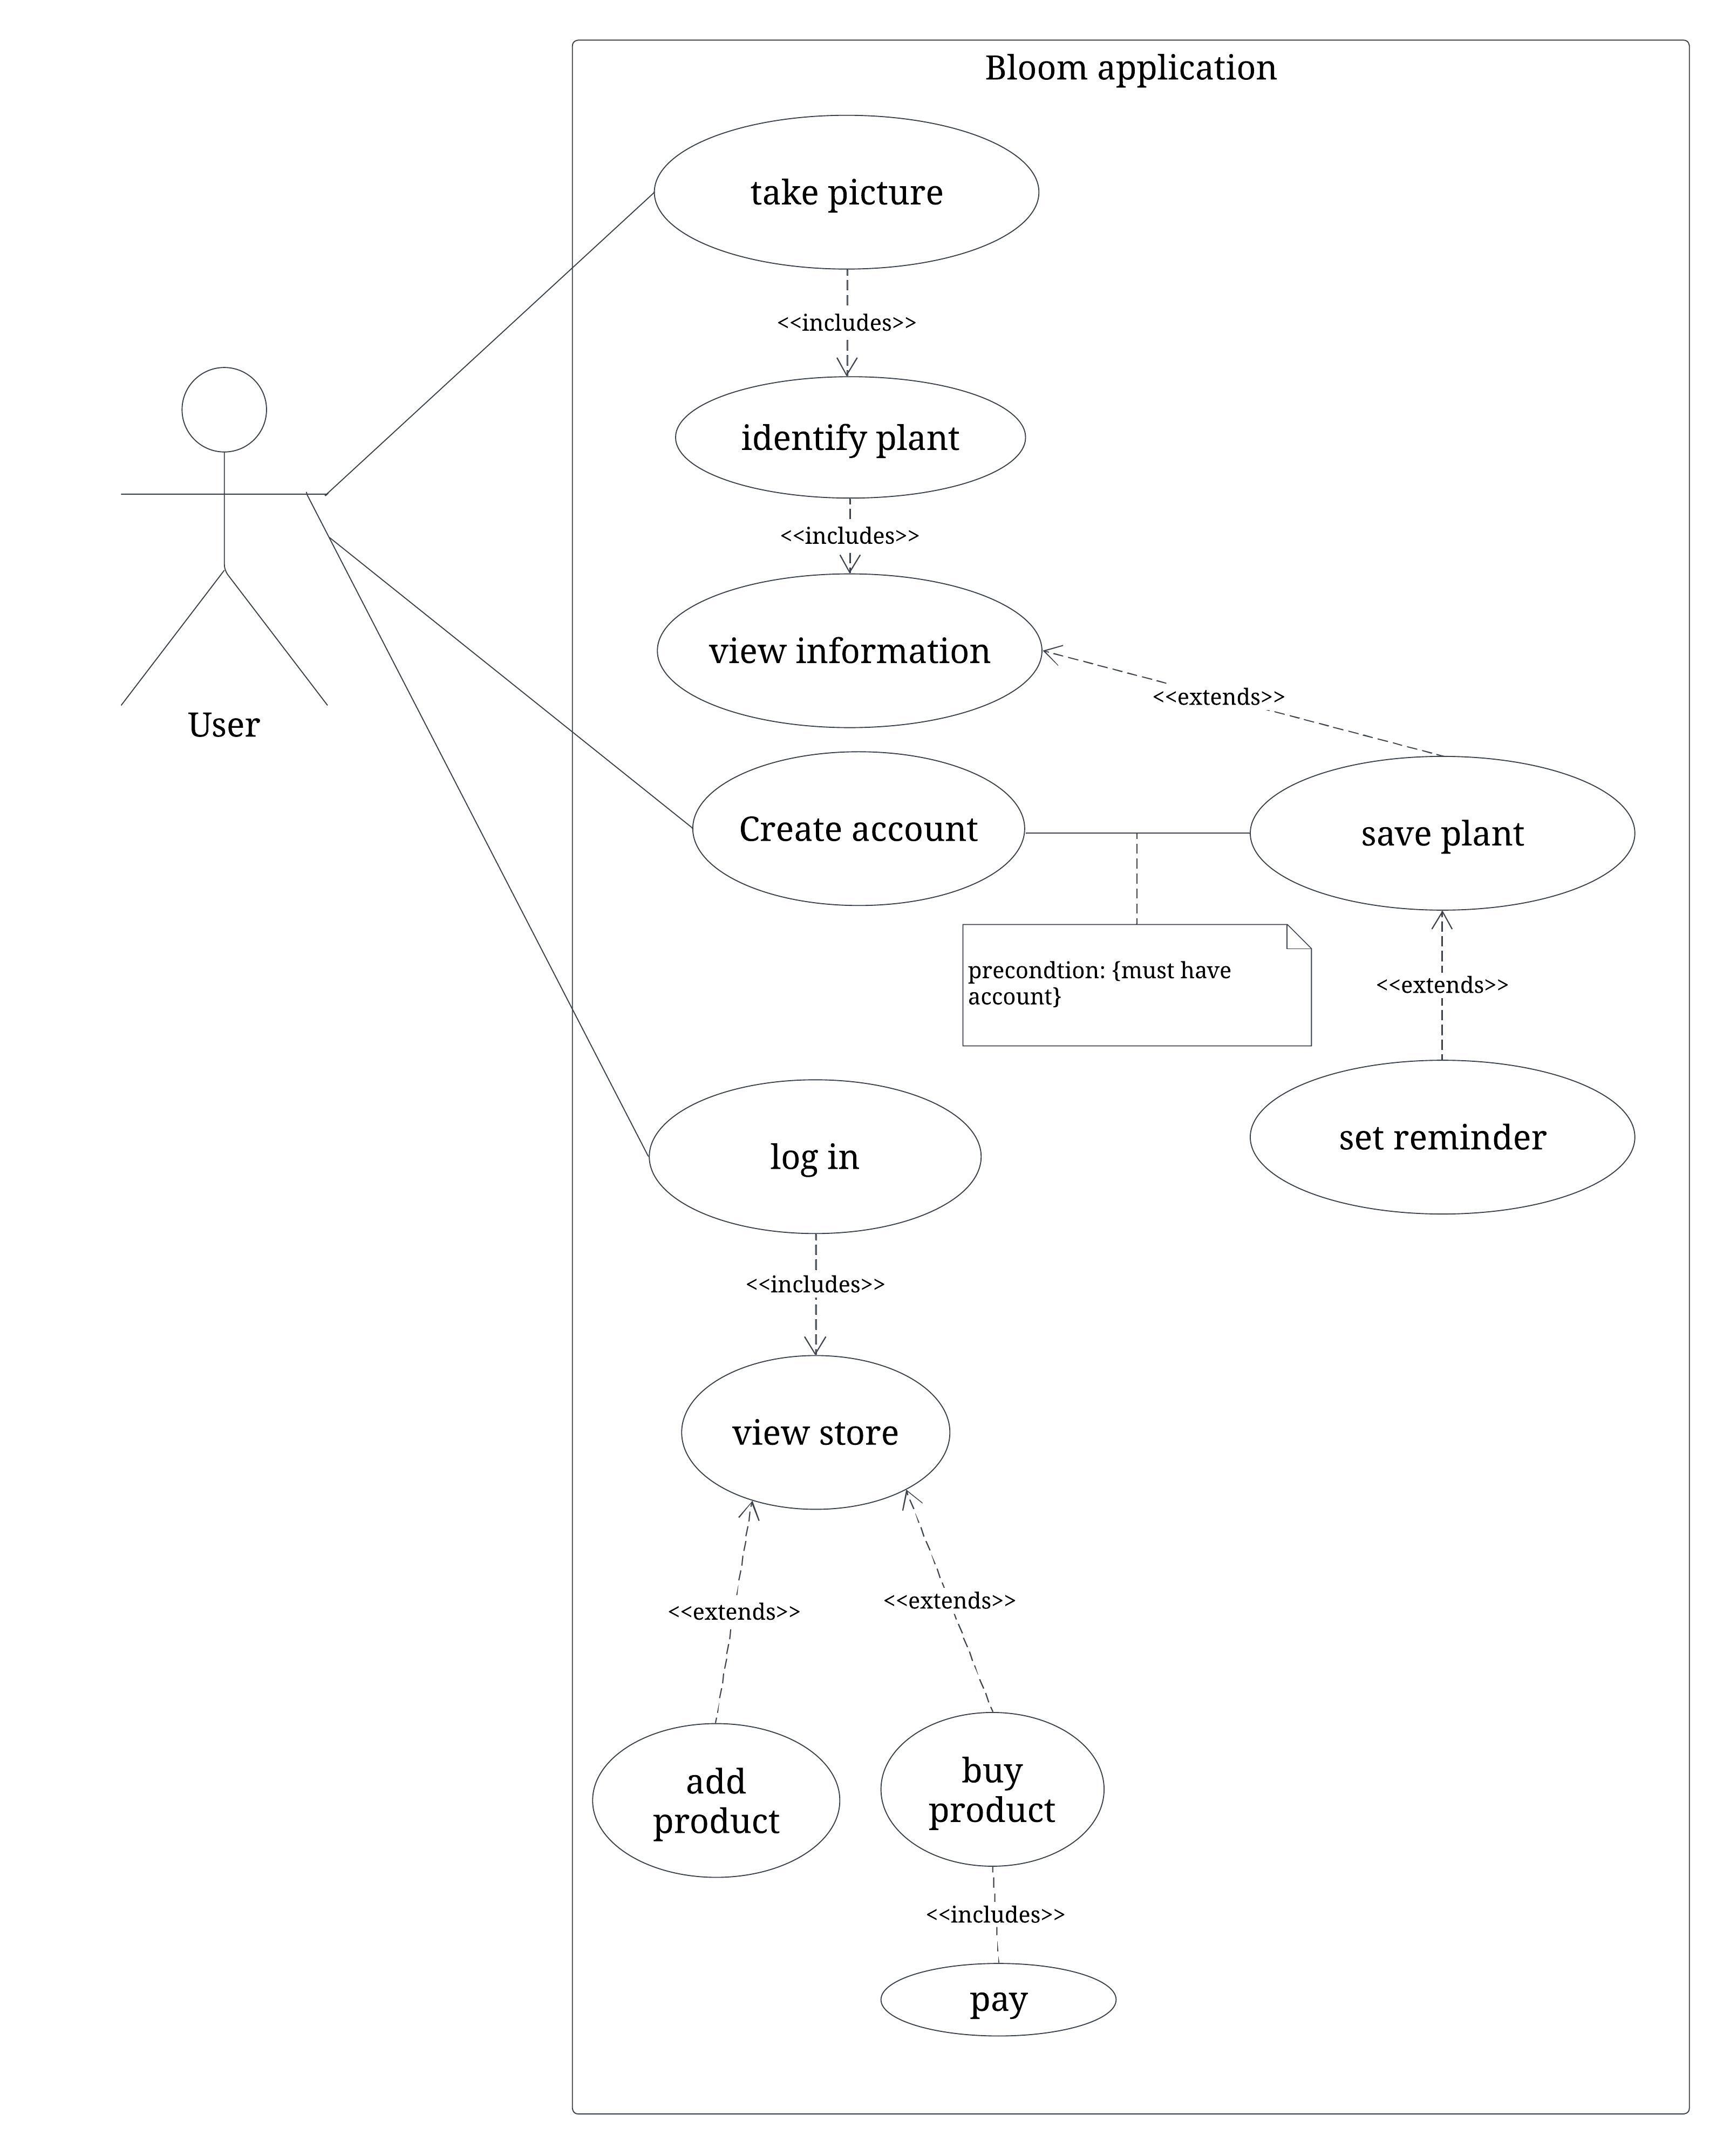 Bloom application
take picture
<<includes>>
identify plant
<<includes>>
view information
<<extends>>
User
Create account
save plant
precondtion: {must have
account}
<<extends>>
set reminder
log in
<<includes>>
view store
<<extends>>
<<extends>>
add
product
buy
product
<<includes>>
pay